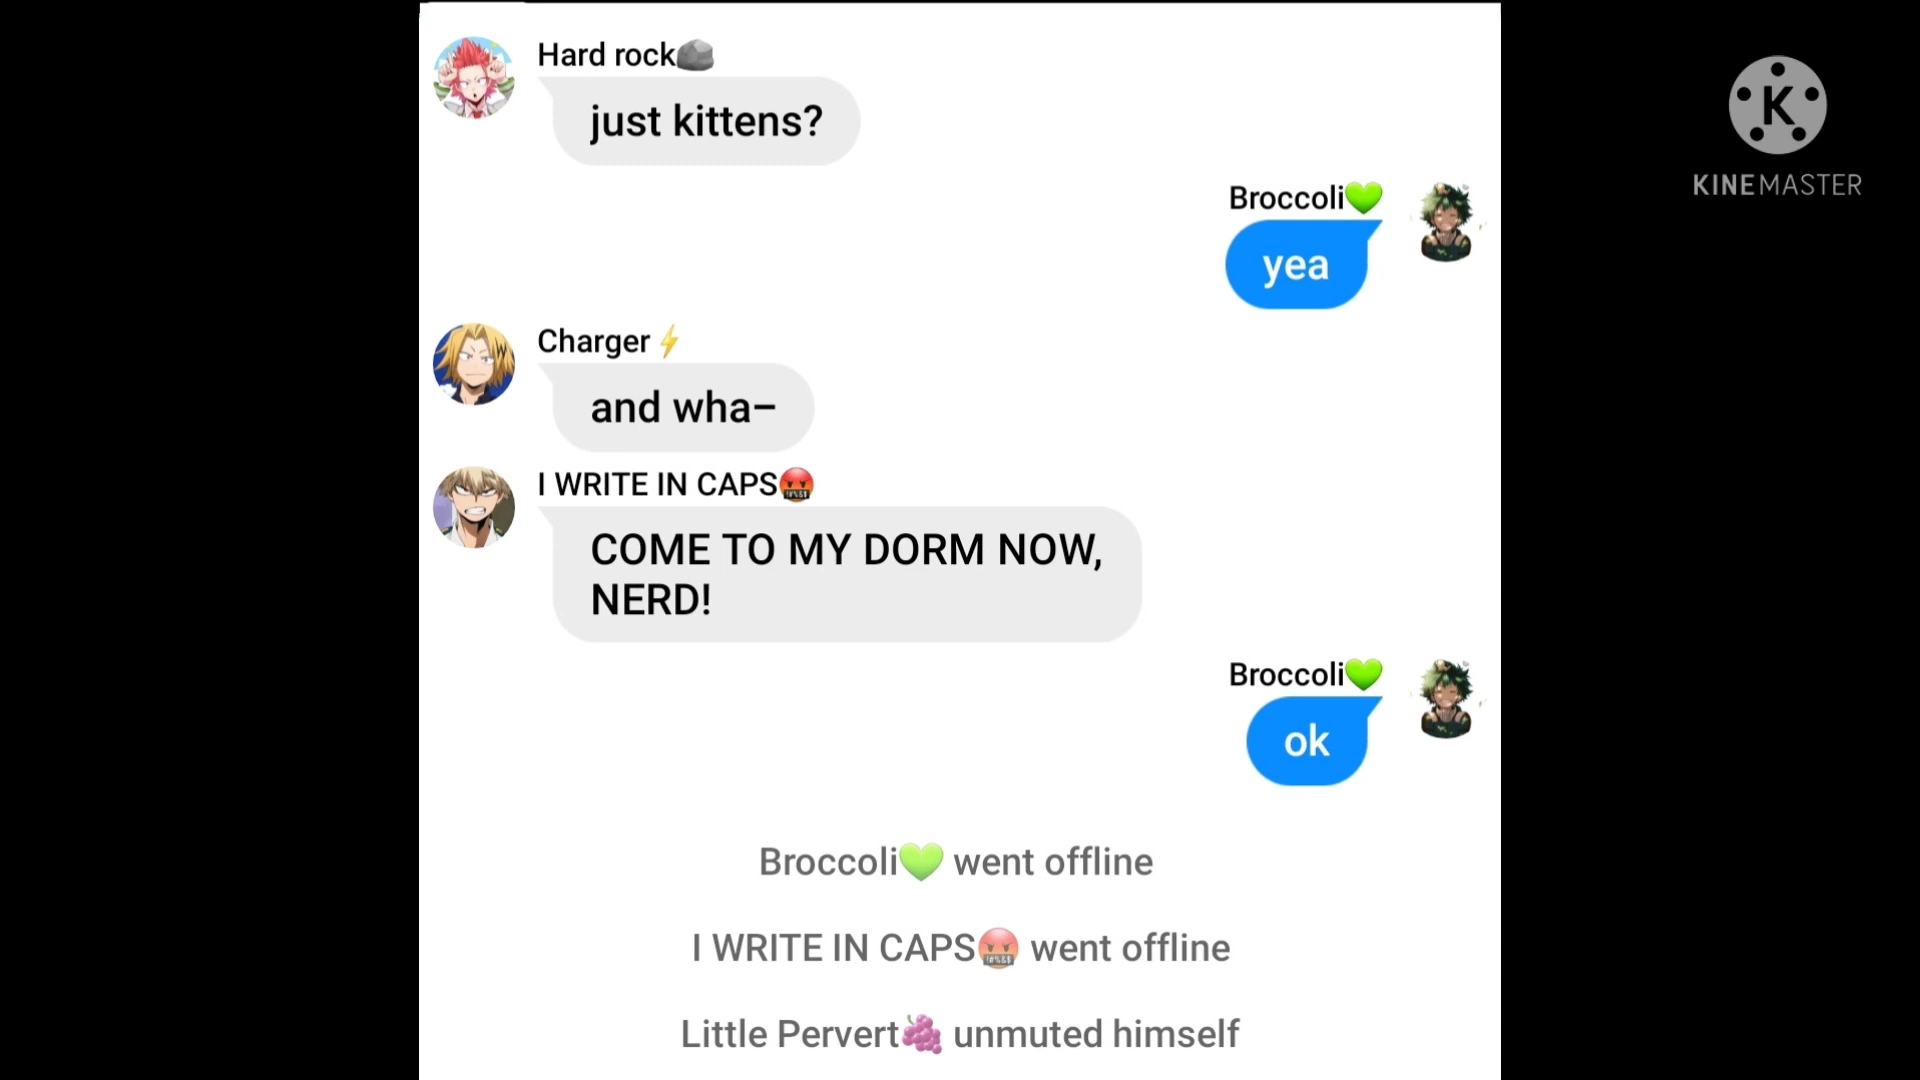 Hard rock🪨
just kittens?
K
KINEMASTER
Broccoli💚
yea
Charger⚡
and wha–
I WRITE IN CAPS🤬
COME TO MY DORM NOW,
NERD!
Broccoli💚
ok
Broccoli💚 went offline
I WRITE IN CAPS🤬 went offline
Little Pervert🍇 unmuted himself